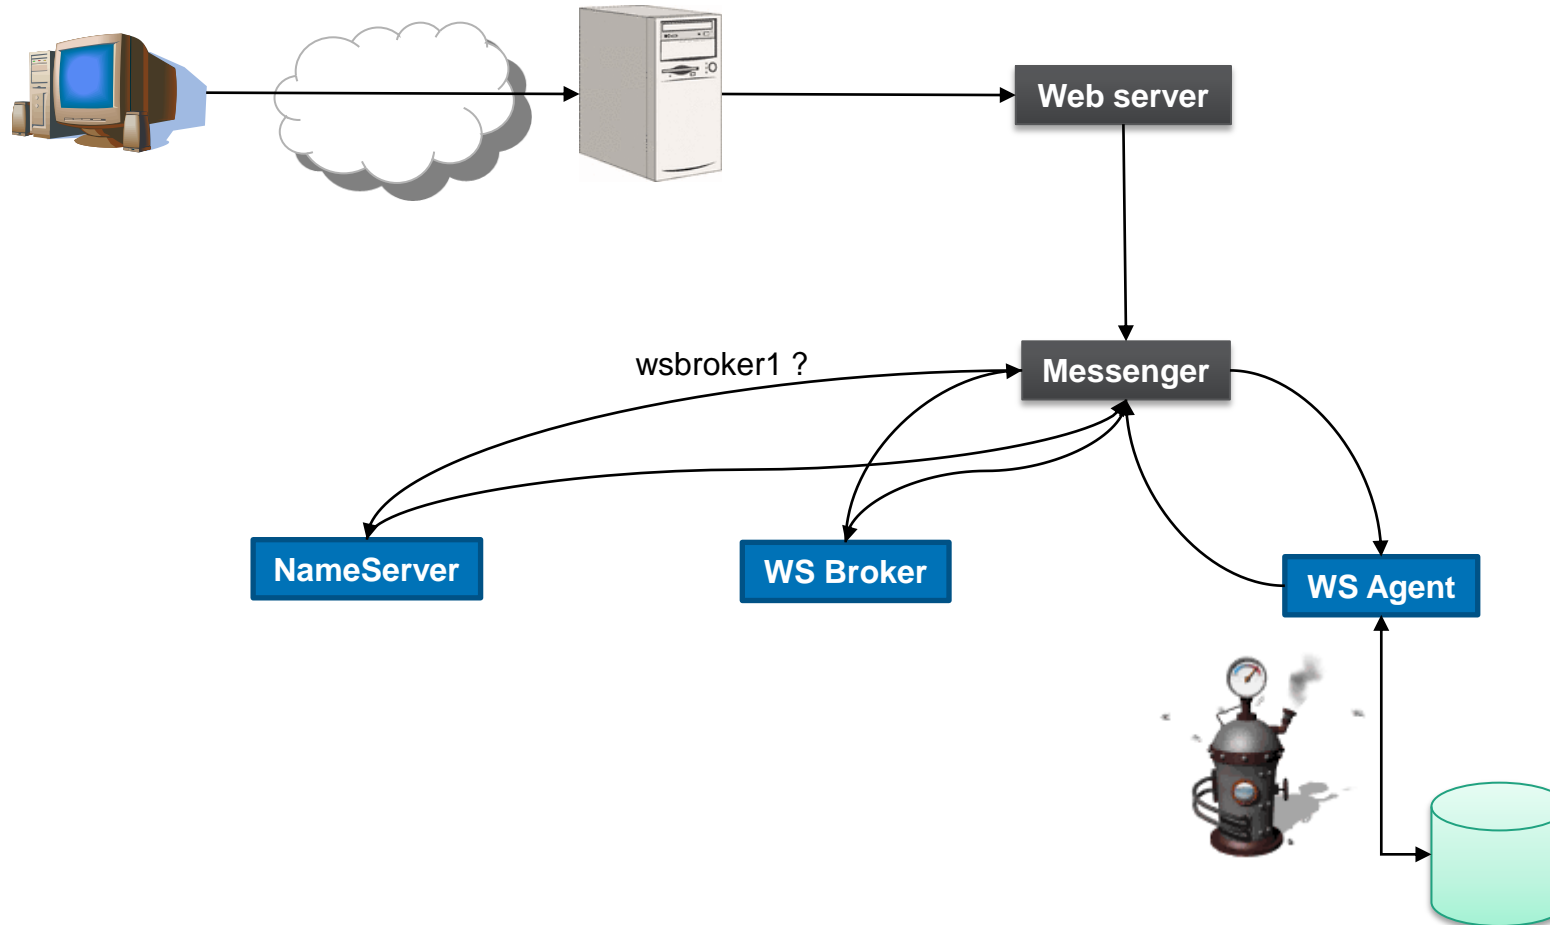 Web server
wsbroker1 ?
Messenger
NameServer
WS Broker
WS Agent